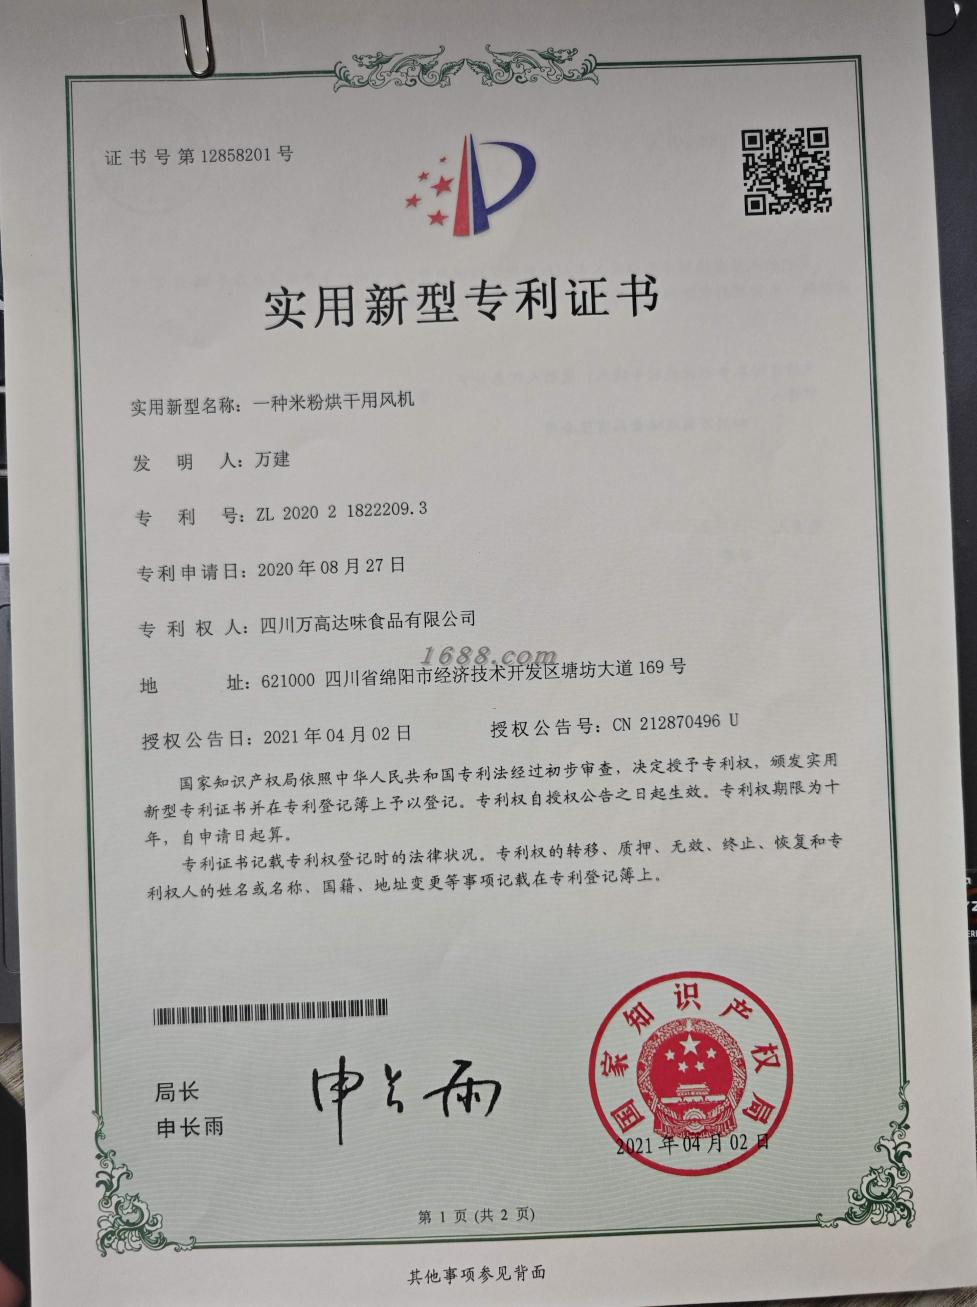 证书号第12858201号
实用新型专利证书
实用新型名称：一种米粉烘干用风机
发明人：万建
专利号：ZL 2020 2 1822209.3
专利申请日：2020年08月27日
专利权人：四川万高达味食品有限公司
1688.com
地址：621000 四川省绵阳市经济技术开发区塘坊大道169号
授权公告日：2021年04月02日 授权公告号：CN 212870496 U
国家知识产权局依照中华人民共和国专利法经过初步审查，决定授予专利权，颁发实用
新型专利证书并在专利登记簿上予以登记。专利权自授权公告之日起生效。专利权期限为十
年，自申请日起算。
专利证书记载专利权登记时的法律状况。专利权的转移、质押、无效、终止、恢复和专
利权人的姓名或名称、国籍、地址变更等事项记载在专利登记簿上。
局长
申长雨
申长雨
国家知识产权局
2021年04月02日
第 1 页 (共 2 页)
其他事项参见背面